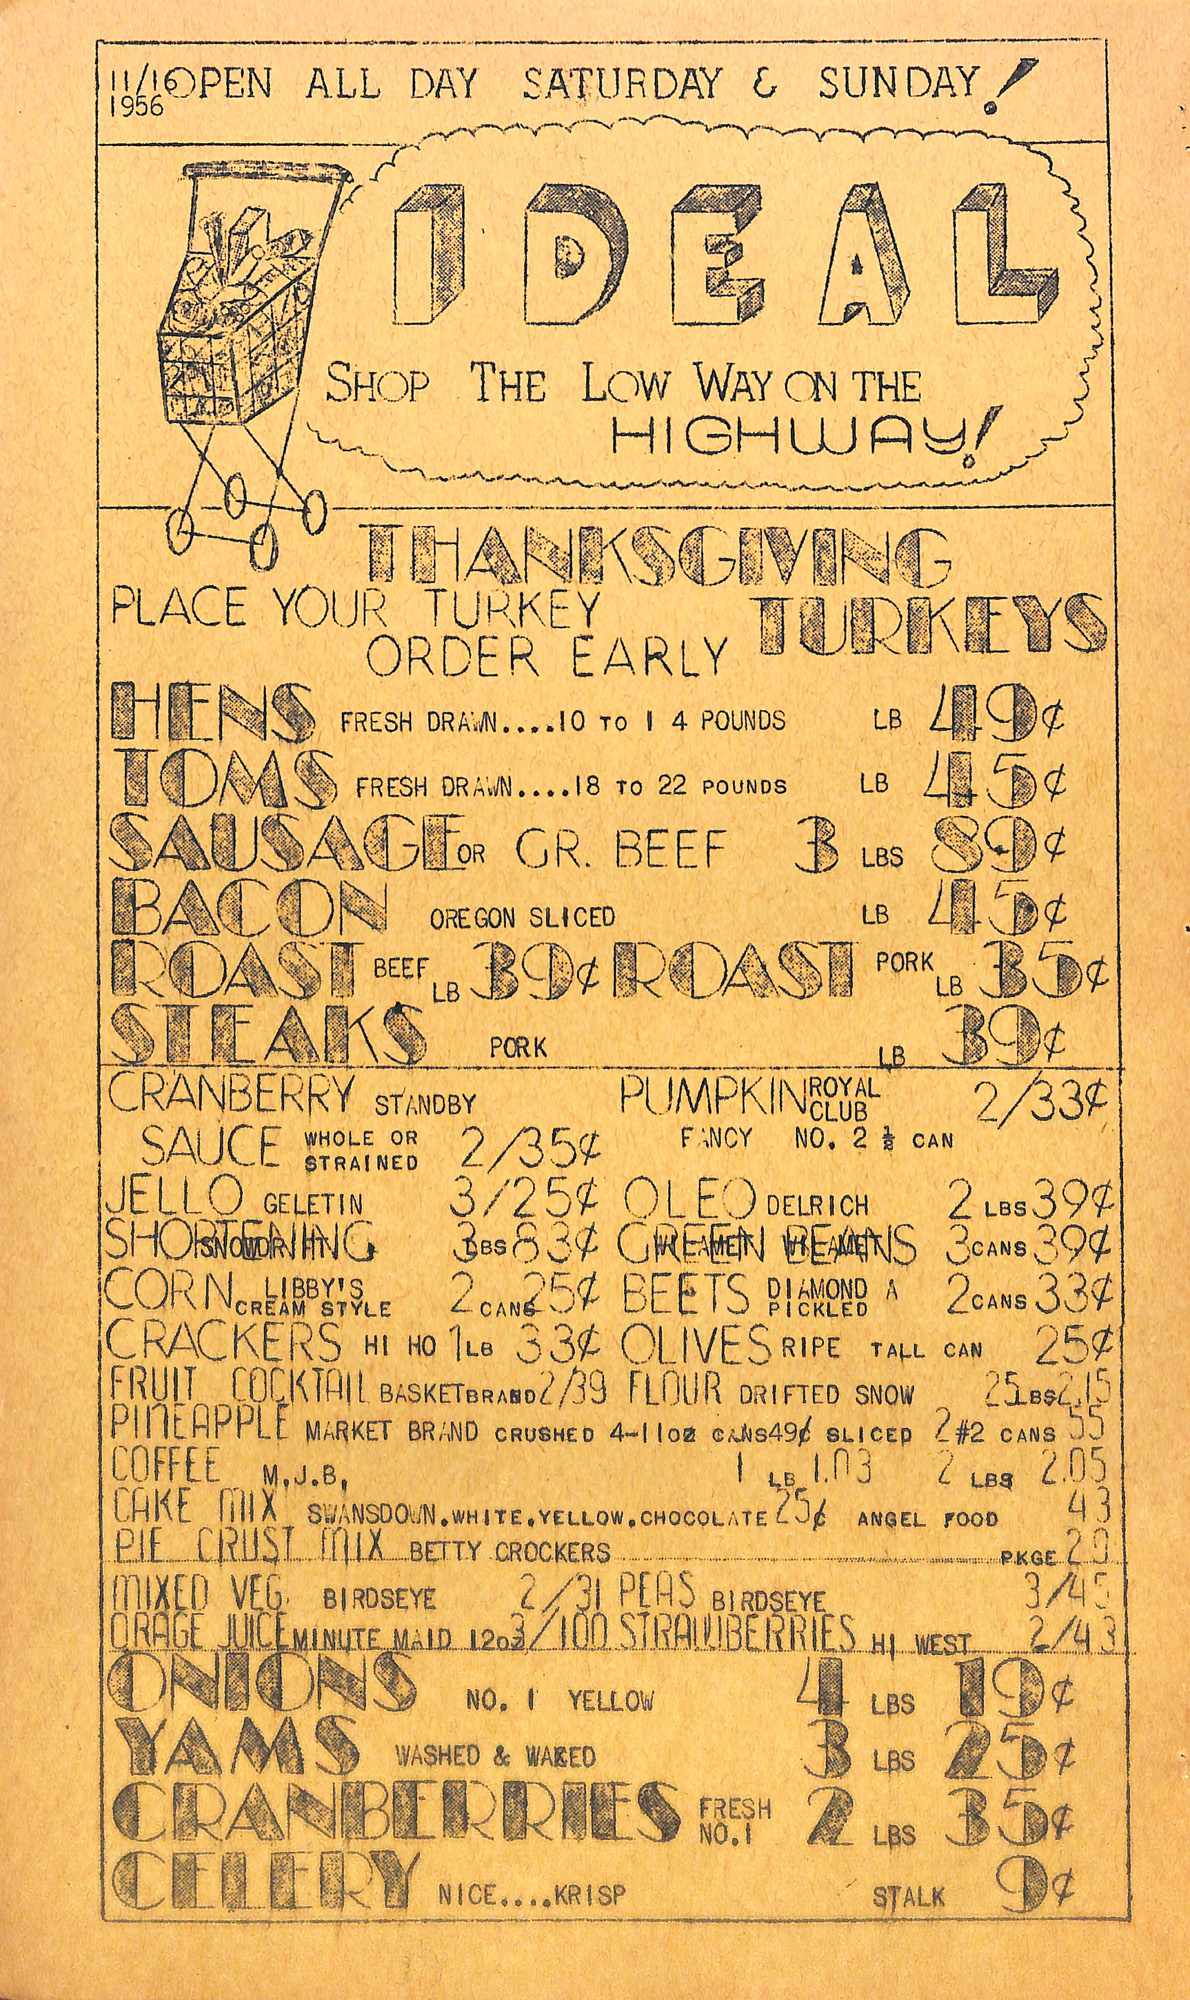 11/16 OPEN ALL DAY SATURDAY & SUNDAY!
1956
IDEAL
SHOP THE LOW WAY ON THE
HIGHWAY!
THANKSGIVING
PLACE YOUR TURKEY TURKEYS
ORDER EARLY
HENS FRESH DRAWN....10 TO 1 4 POUNDS LB 49¢
TOMS FRESH DRAWN....18 TO 22 POUNDS LB 45¢
SAUSAGE OR GR. BEEF 3 LBS 89¢
BACON OREGON SLICED LB 45¢
ROAST BEEF LB 39¢ ROAST PORK LB 35¢
STEAKS PORK LB 39¢
CRANBERRY STANDBY PUMPKIN ROYAL CLUB 2/33¢
SAUCE WHOLE OR STRAINED 2/35¢ FANCY NO. 2 ½ CAN
JELLO GELETIN 3/25¢ OLEO DELRICH 2 LBS 39¢
SHORTENING 3 LBS 83¢ GREEN BEANS 3 CANS 39¢
CORN LIBBY'S CREAM STYLE 2 CANS 25¢ BEETS DIAMOND A PICKLED 2 CANS 33¢
CRACKERS HI HO 1 LB 33¢ OLIVES RIPE TALL CAN 25¢
FRUIT COCKTAIL BASKET BRAND 2/39 FLOUR DRIFTED SNOW 25 LBS 2.15
PINEAPPLE MARKET BRAND CRUSHED 4-11oz CANS 49¢ SLICED 2 #2 CANS 55
COFFEE M.J.B. 1 LB 1.03 2 LBS 2.05
CAKE MIX SWANSDOWN.WHITE.YELLOW.CHOCOLATE 25¢ ANGEL FOOD 43
PIE CRUST MIX BETTY CROCKERS PKGE
MIXED VEG. BIRDSEYE 2/31 PEAS BIRDSEYE 3/45
ORAGE JUICE MINUTE MAID 12oz 3/100 STRAWBERRIES HI WEST 2/43
ONIONS NO. 1 YELLOW 4 LBS 19¢
YAMS WASHED & WAXED 3 LBS 25¢
CRANBERRIES FRESH NO.1 2 LBS 35¢
CELERY NICE....KRISP STALK 9¢